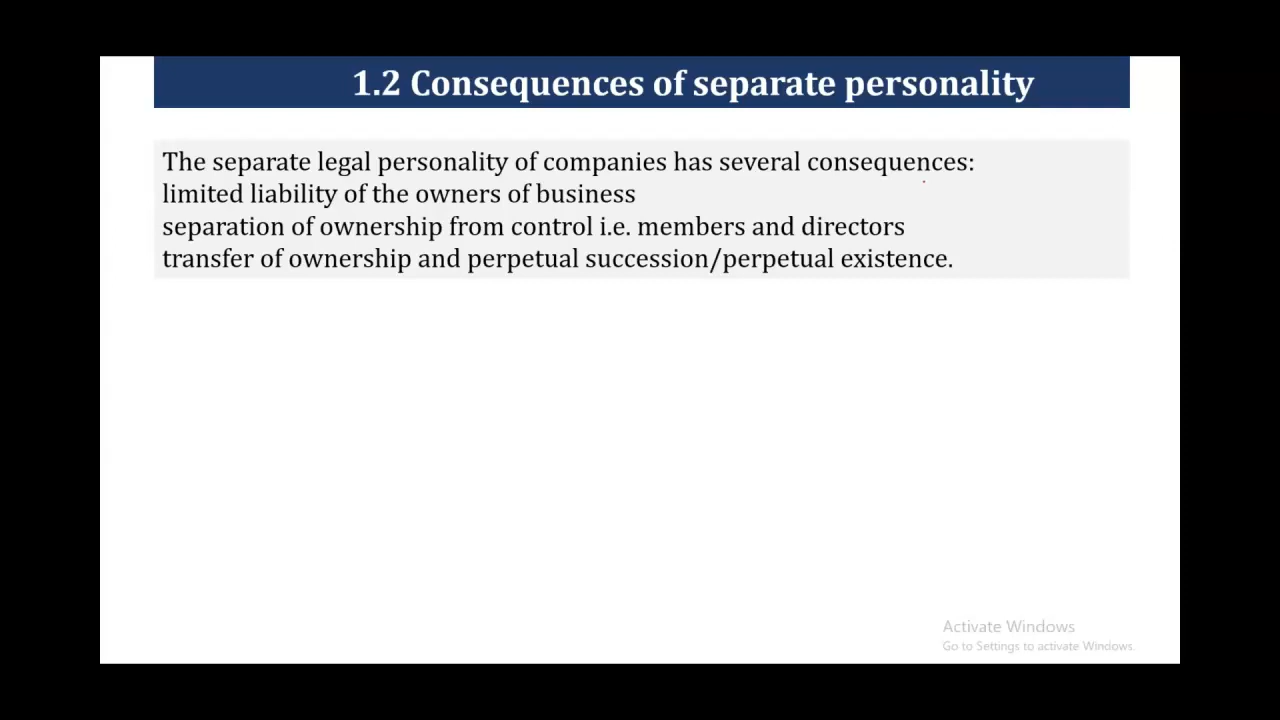 1.2 Consequences of separate personality
The separate legal personality of companies has several consequences:
limited liability of the owners of business
separation of ownership from control i.e. members and directors
transfer of ownership and perpetual succession/perpetual existence.
Activate Windows
Go to Settings to activate Windows.